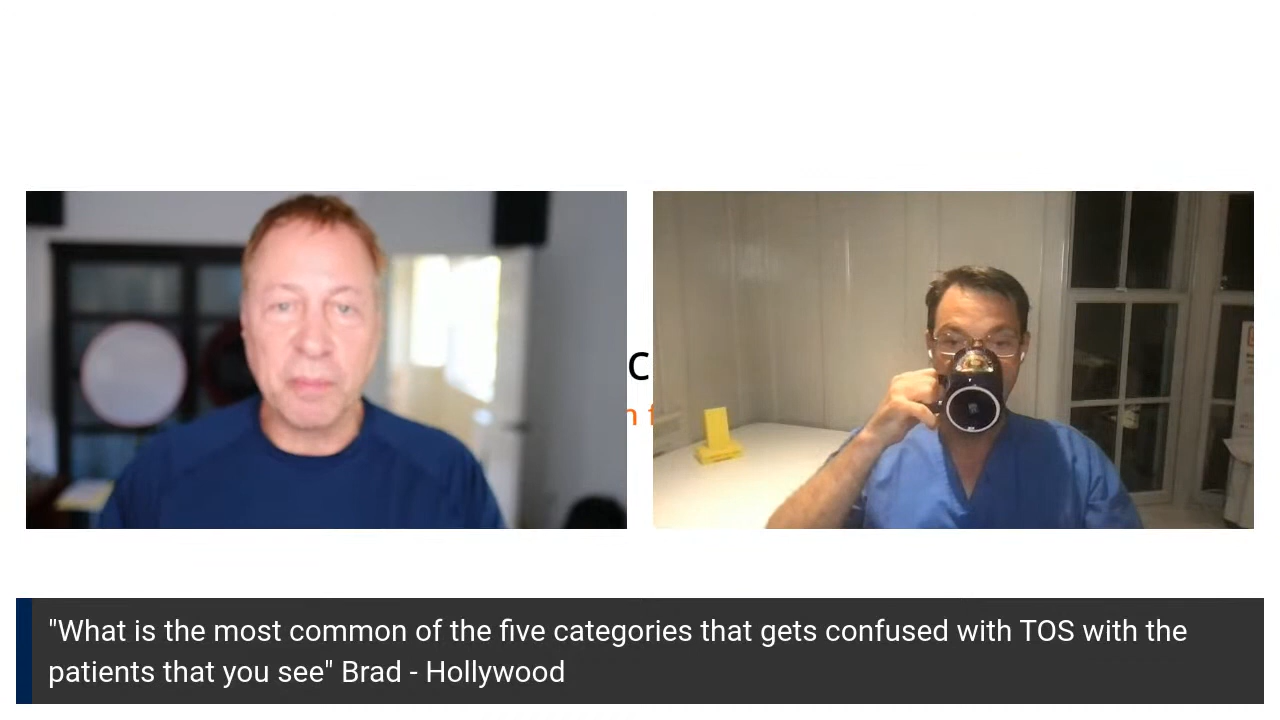 C
n f
"What is the most common of the five categories that gets confused with TOS with the
patients that you see" Brad - Hollywood